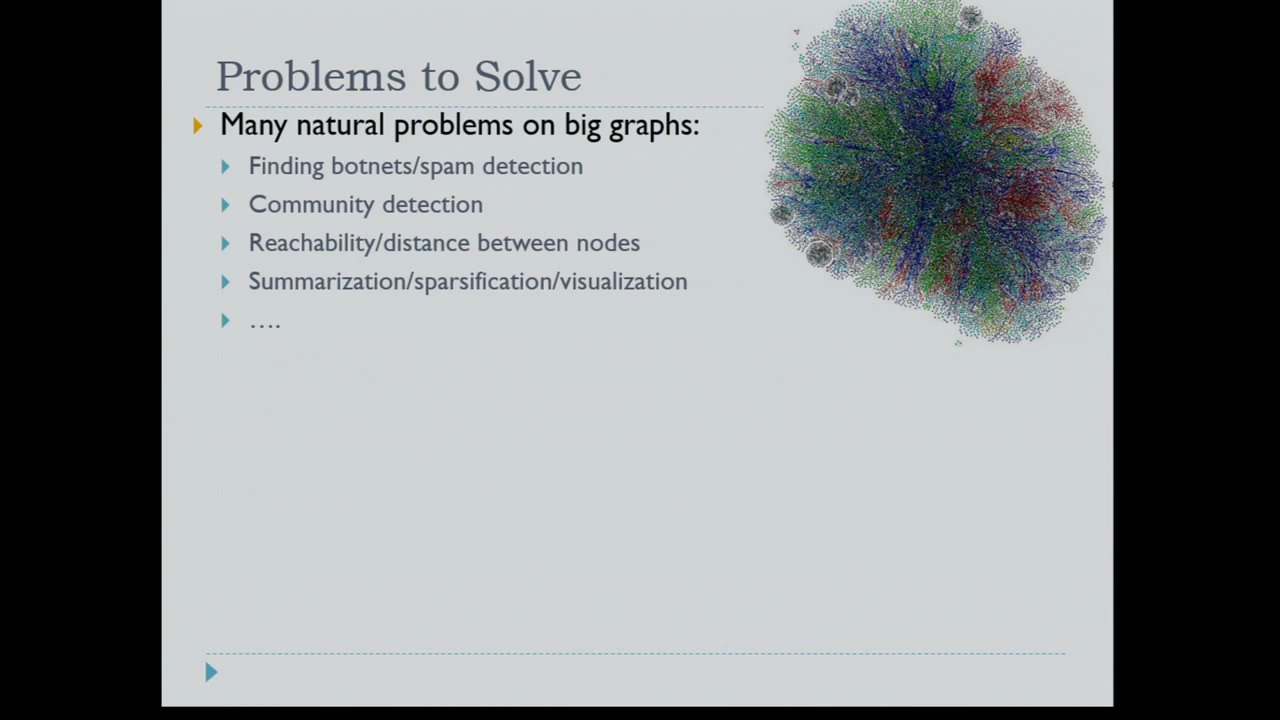 Problems to Solve
Many natural problems on big graphs:
Finding botnets/spam detection
Community detection
Reachability/distance between nodes
Summarization/sparsification/visualization
....